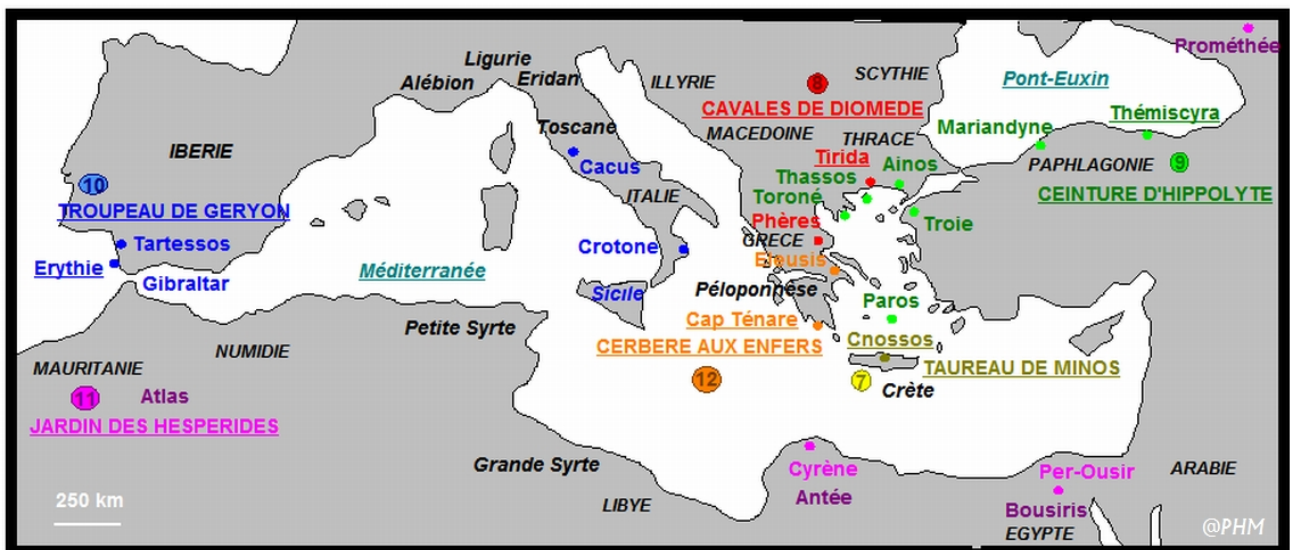 Prométhée
Ligurie
Alébion
Eridan
ILLYRIE
SCYTHIE
Pont-Euxin
8
CAVALES DE DIOMEDE
Thémiscyra
Toscane
MACEDOINE
THRACE
Mariandyne
IBERIE
Cacus
Tirida
Ainos
PAPHLAGONIE
9
10
Thassos
ITALIE
Toroné
CEINTURE D'HIPPOLYTE
TROUPEAU DE GERYON
Phères
Troie
Tartessos
Crotone
GRECE
Eleusis
Erythie
Méditerranée
Gibraltar
Sicile
Péloponnèse
Paros
Petite Syrte
Cap Ténare
Cnossos
NUMIDIE
CERBERE AUX ENFERS
MAURITANIE
TAUREAU DE MINOS
12
7
Crète
11
Atlas
JARDIN DES HESPERIDES
Grande Syrte
Cyrène
Per-Ousir
ARABIE
250 km
LIBYE
Antée
Bousiris
EGYPTE
@PHM